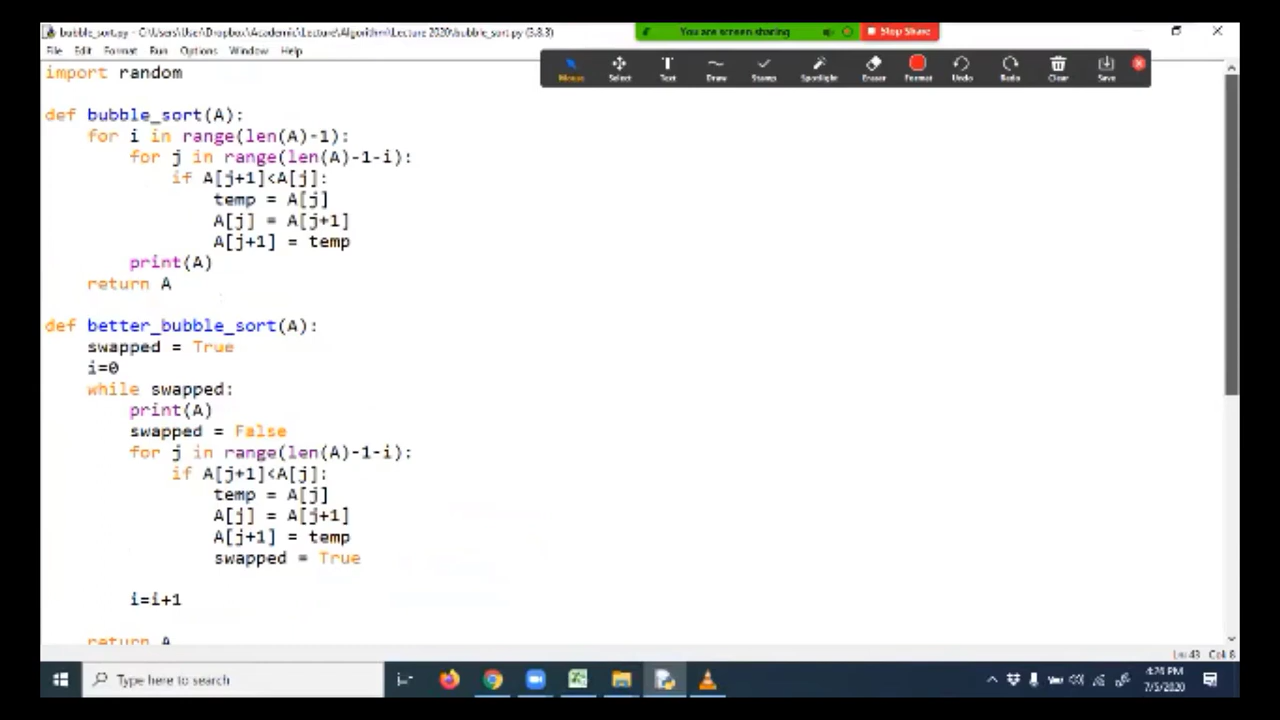 bubble_sort.py - C:\Users\User\Dropbox\Academic\Lecture\Algorithm\Lecture 2020\bubble_sort.py (3.8.3)
You are screen sharing
Stop Share
File Edit Format Run Options Window Help
Mouse Select Text Draw Stamp Spotlight Eraser Format Undo Redo Clear Save
import random
def bubble_sort(A):
    for i in range(len(A)-1):
        for j in range(len(A)-1-i):
            if A[j+1]<A[j]:
                temp = A[j]
                A[j] = A[j+1]
                A[j+1] = temp
        print(A)
    return A
def better_bubble_sort(A):
    swapped = True
    i=0
    while swapped:
        print(A)
        swapped = False
        for j in range(len(A)-1-i):
            if A[j+1]<A[j]:
                temp = A[j]
                A[j] = A[j+1]
                A[j+1] = temp
                swapped = True
        i=i+1
    return A
Ln: 43 Col: 8
Type here to search
4:26 PM
7/5/2020